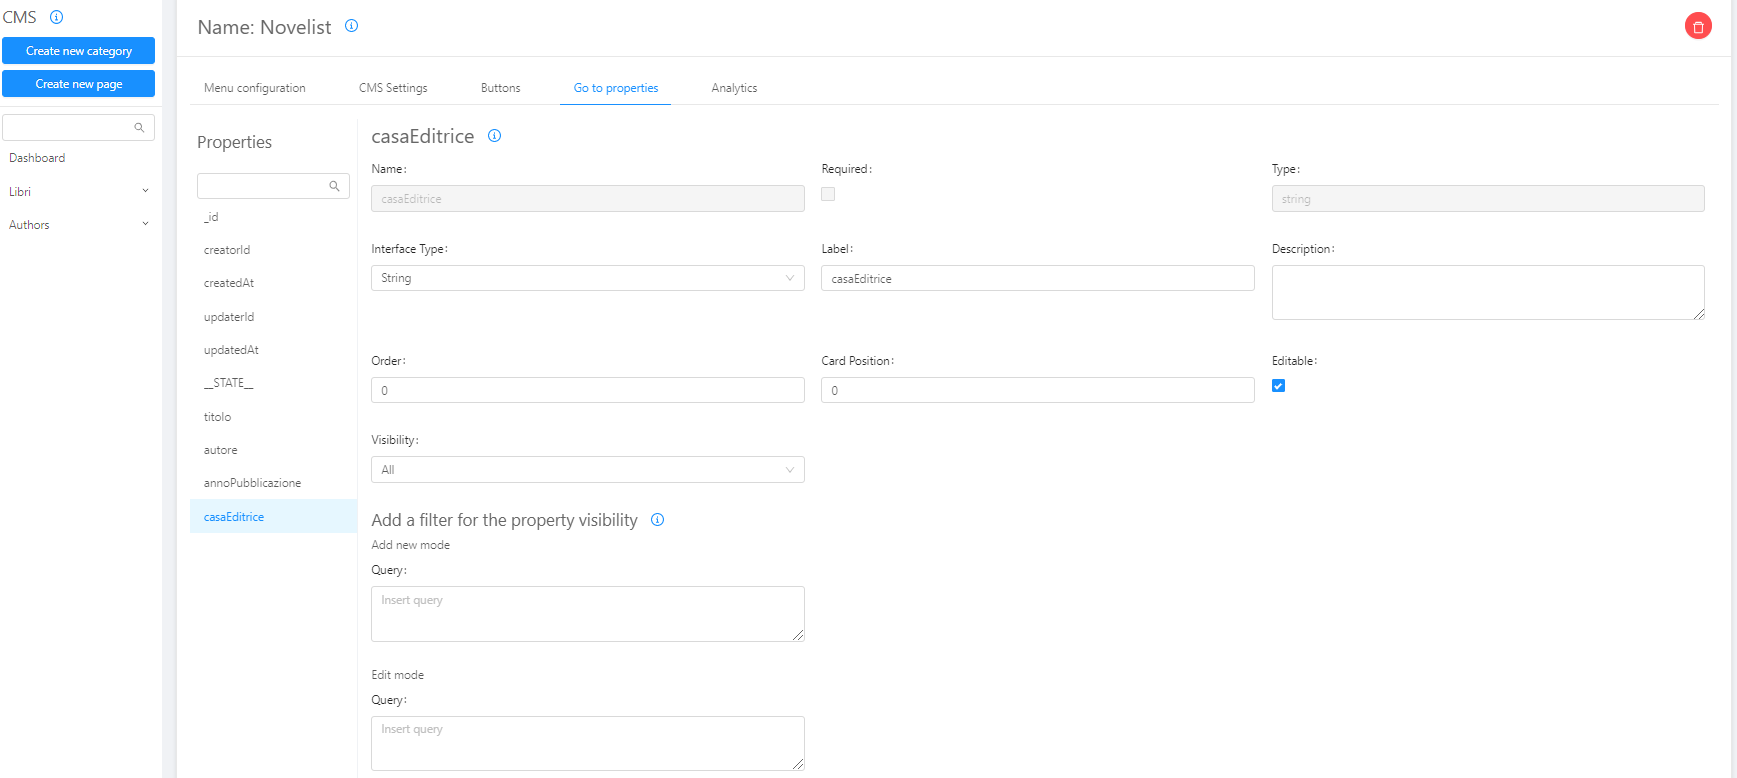 CMS
Create new category
Create new page
Dashboard
Libri
Authors
Name: Novelist
Menu configuration
CMS Settings
Buttons
Go to properties
Analytics
Properties
_id
creatorId
createdAt
updaterId
updatedAt
__STATE__
titolo
autore
annoPubblicazione
casaEditrice
casaEditrice
Name:
Required:
Type:
casaEditrice
string
Interface Type:
Label:
Description:
String
casaEditrice
Order:
Card Position:
Editable:
0
0
Visibility:
All
Add a filter for the property visibility
Add new mode
Query:
Insert query
Edit mode
Query:
Insert query